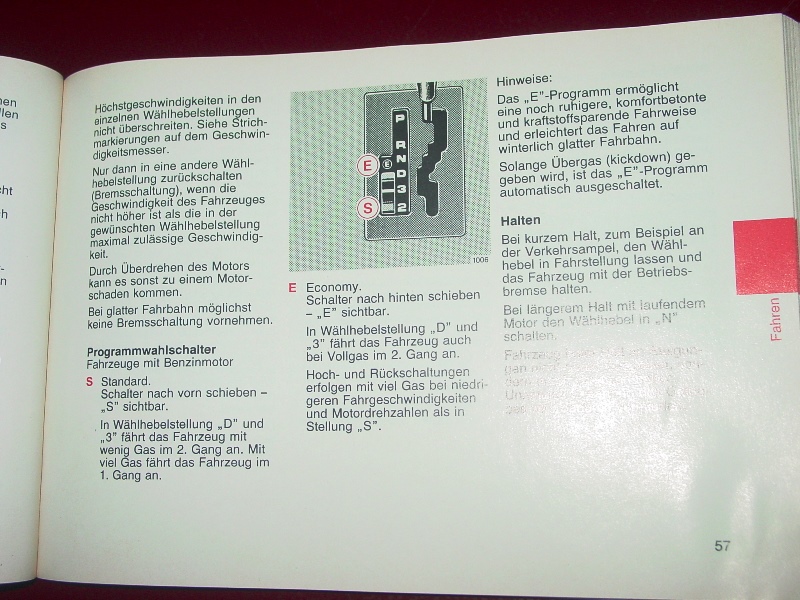 Höchstgeschwindigkeiten in den
einzelnen Wählhebelstellungen
nicht überschreiten. Siehe Strich-
markierungen auf dem Geschwin-
digkeitsmesser.
Nur dann in eine andere Wähl-
hebelstellung zurückschalten
(Bremsschaltung), wenn die
Geschwindigkeit des Fahrzeuges
nicht höher ist als die in der
gewünschten Wählhebelstellung
maximal zulässige Geschwindig-
keit.
Durch Überdrehen des Motors
kann es sonst zu einem Motor-
schaden kommen.
Bei glatter Fahrbahn möglichst
keine Bremsschaltung vornehmen.
Programmwahlschalter
Fahrzeuge mit Benzinmotor
S Standard.
Schalter nach vorn schieben –
„S" sichtbar.
In Wählhebelstellung „D" und
„3" fährt das Fahrzeug mit
wenig Gas im 2. Gang an. Mit
viel Gas fährt das Fahrzeug im
1. Gang an.
P
R
N
D
3
2
E
E
S
1006
E Economy.
Schalter nach hinten schieben
– „E" sichtbar.
In Wählhebelstellung „D" und
„3" fährt das Fahrzeug auch
bei Vollgas im 2. Gang an.
Hoch- und Rückschaltungen
erfolgen mit viel Gas bei niedri-
geren Fahrgeschwindigkeiten
und Motordrehzahlen als in
Stellung „S".
Hinweise:
Das „E"-Programm ermöglicht
eine noch ruhigere, komfortbetonte
und kraftstoffsparende Fahrweise
und erleichtert das Fahren auf
winterlich glatter Fahrbahn.
Solange Übergas (kickdown) ge-
geben wird, ist das „E"-Programm
automatisch ausgeschaltet.
Halten
Bei kurzem Halt, zum Beispiel an
der Verkehrsampel, den Wähl-
hebel in Fahrstellung lassen und
das Fahrzeug mit der Betriebs-
bremse halten.
Bei längerem Halt mit laufendem
Motor den Wählhebel in „N"
schalten.
Fahren
57